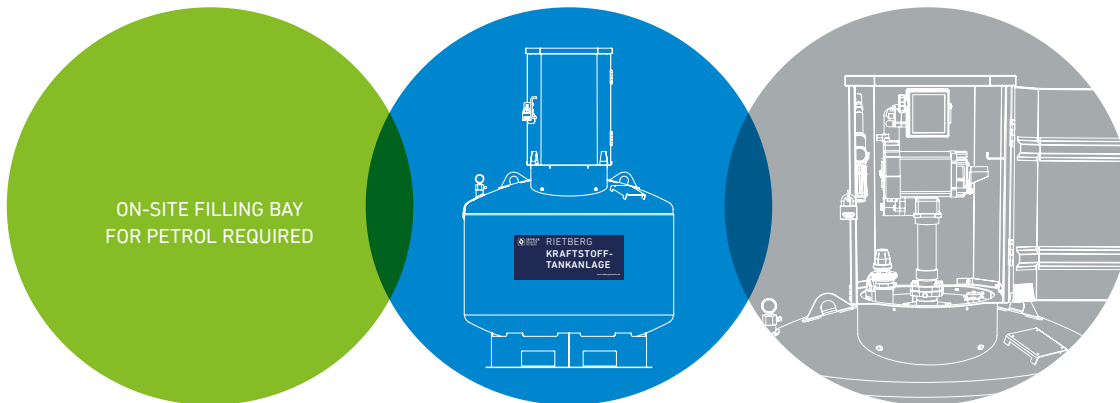 ON-SITE FILLING BAY
FOR PETROL REQUIRED
RIETBERG
KRAFTSTOFF-
TANKANLAGE